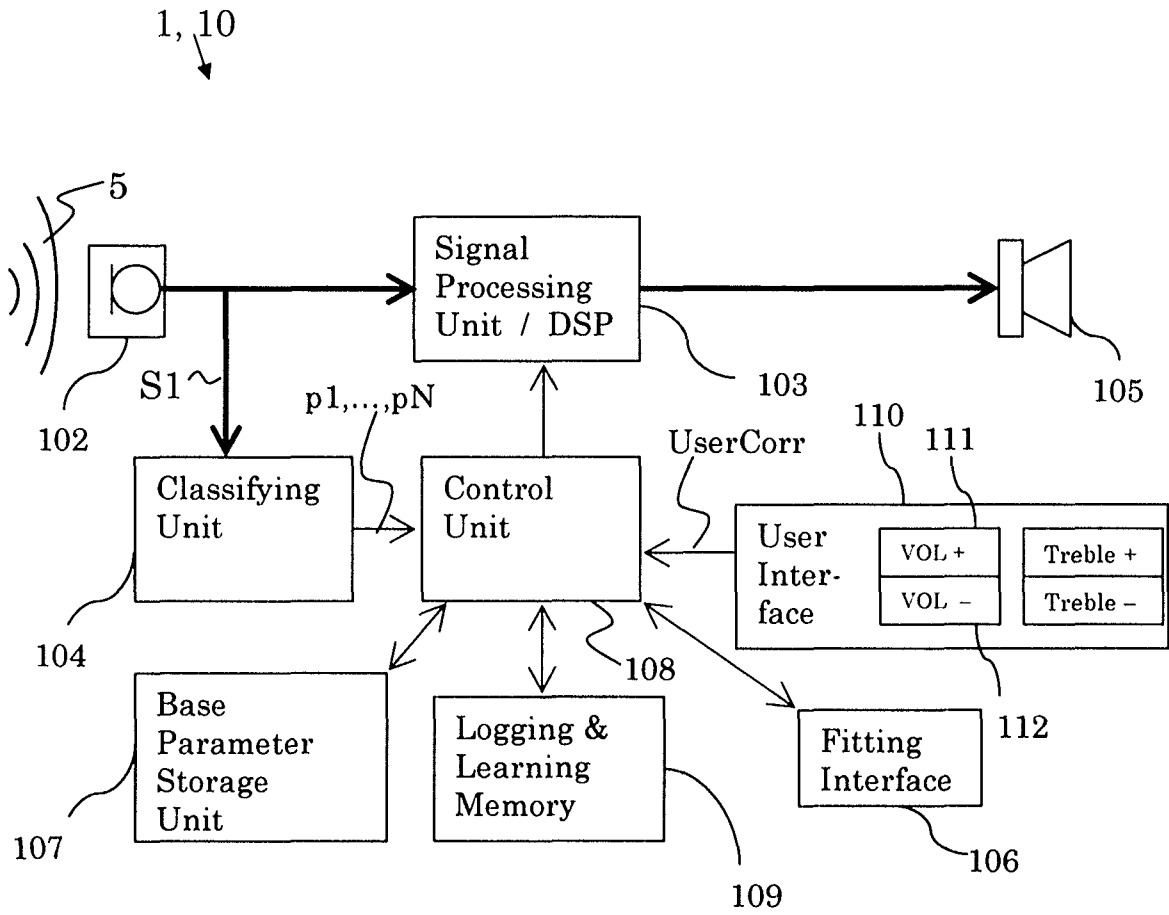 1, 10
5
Signal
Processing
Unit / DSP
S1
p1,...,pN
103
105
102
110
111
UserCorr
Classifying
Unit
Control
Unit
User
Inter-
face
VOL +
VOL –
Treble +
Treble –
104
108
112
Base
Parameter
Storage
Unit
Logging &
Learning
Memory
Fitting
Interface
107
109
106